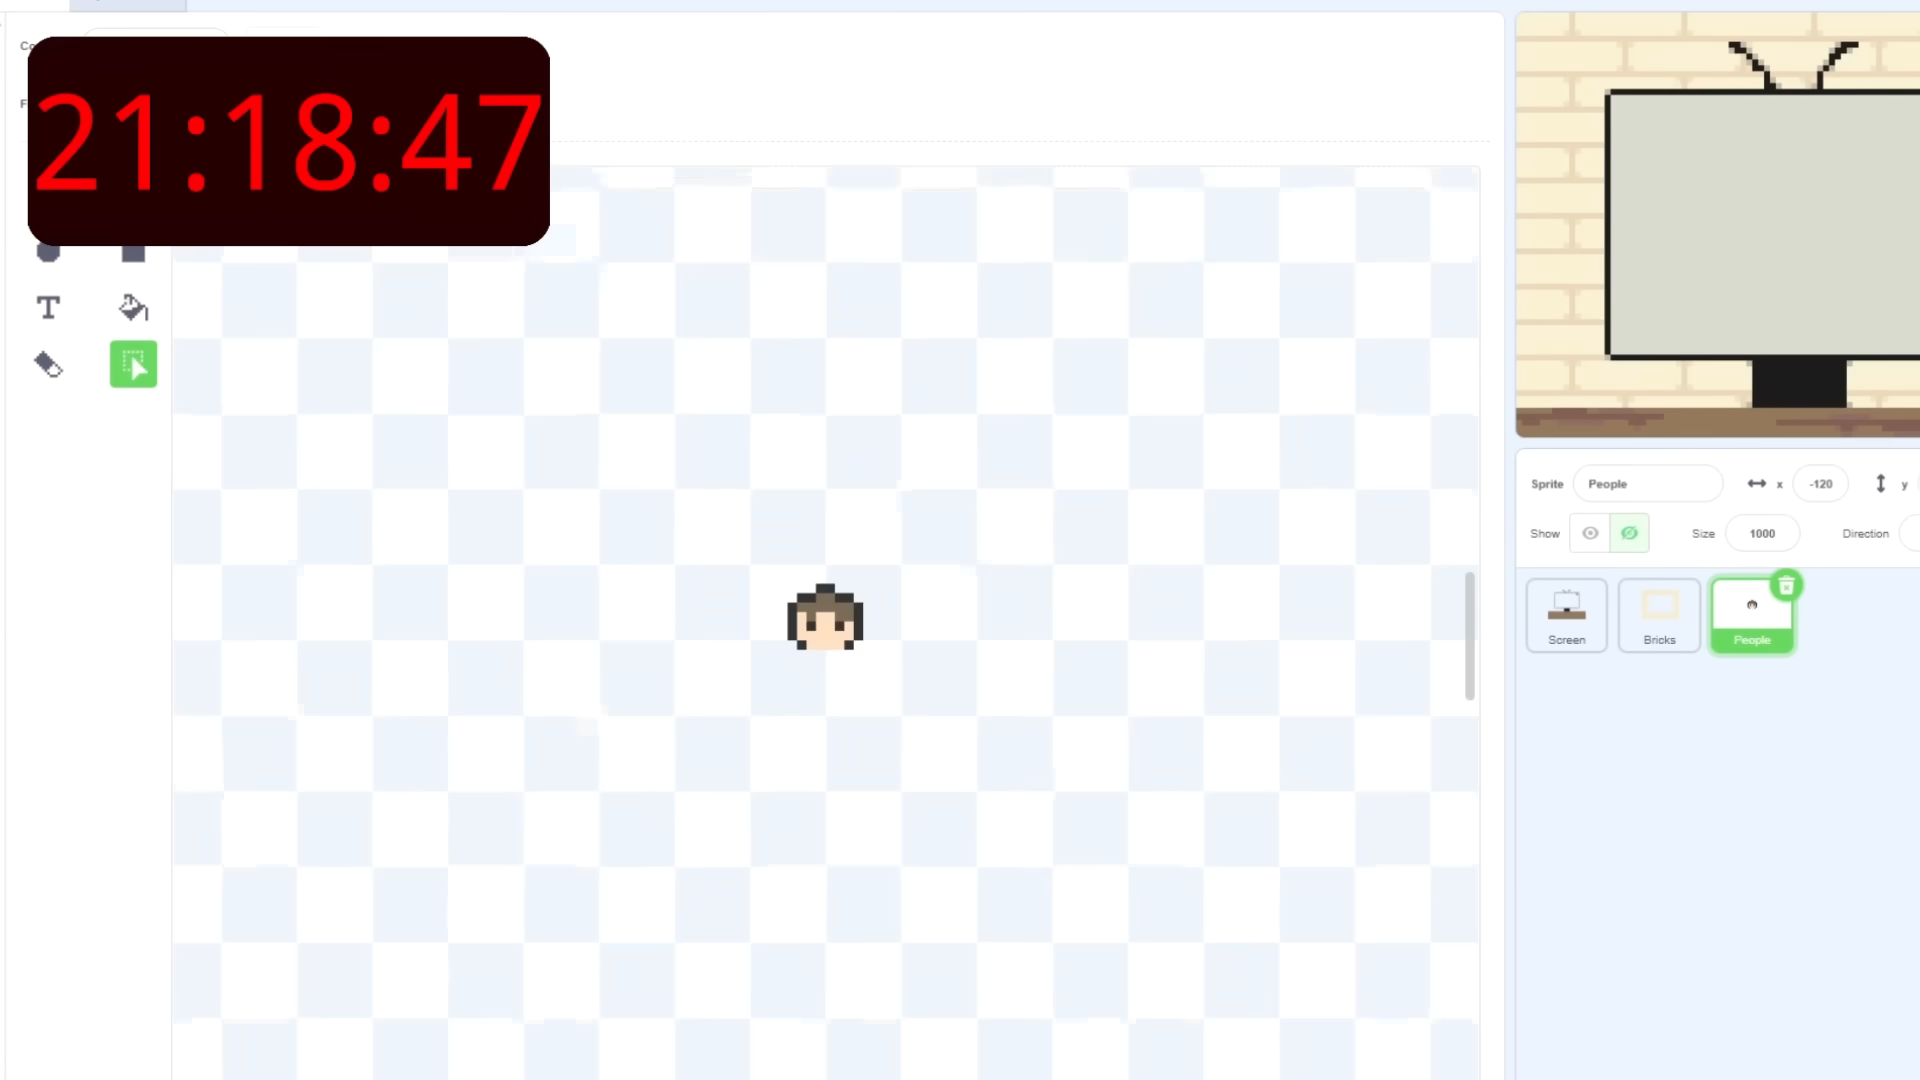 21:18:47
Sprite People x -120 y
Show Size 1000 Direction
Screen Bricks People